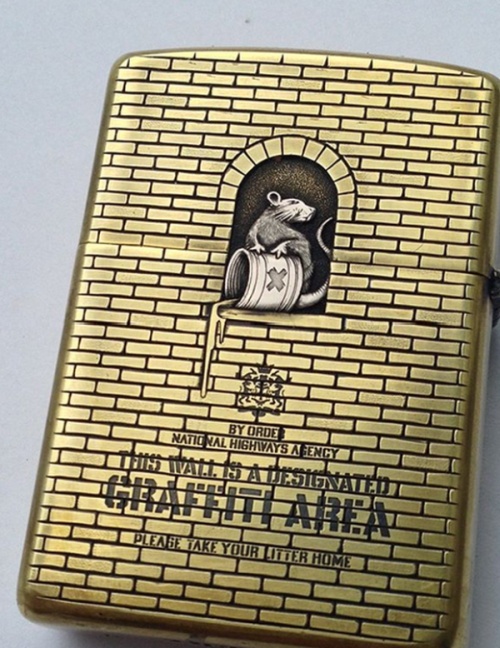 BY ORDER
NATIONAL HIGHWAYS AGENCY
THIS WALL IS A DESIGNATED
GRAFFITI AREA
PLEASE TAKE YOUR LITTER HOME